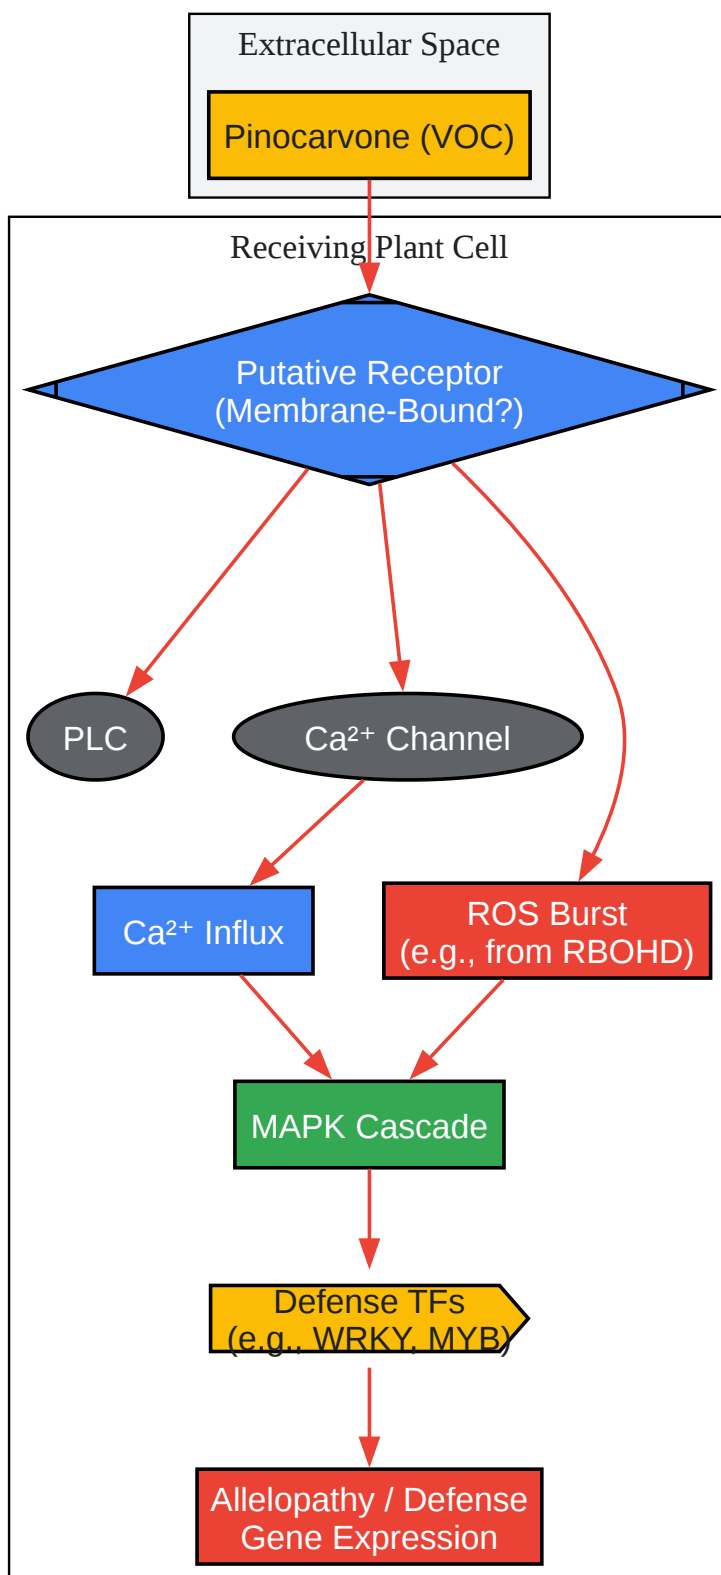 Extracellular Space
Pinocarvone (VOC)
Receiving Plant Cell
Putative Receptor
(Membrane-Bound?)
PLC
Ca²⁺ Channel
Ca²⁺ Influx
ROS Burst
(e.g., from RBOHD)
MAPK Cascade
Defense TFs
(e.g., WRKY, MYB)
Allelopathy / Defense
Gene Expression